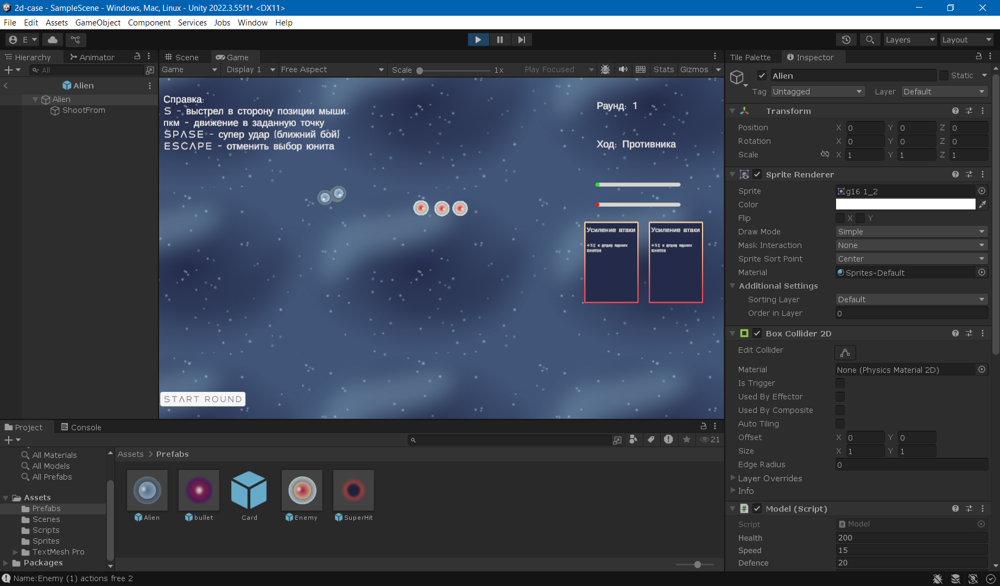 2d-case - SampleScene - Windows, Mac, Linux - Unity 2022.3.55f1* <DX11>
File Edit Assets GameObject Component Services Jobs Window Help
E
Layers
Layout
Hierarchy
Animator
All
Alien
Alien
ShootFrom
Scene
Game
Game
Display 1
Free Aspect
Scale
1x
Play Focused
Stats
Gizmos
Справка:
S - выстрел в сторону позиции мыши
пкм - движение в заданную точку
SPASE - супер удар (ближний бой)
ESCAPE - отменить выбор юнита
Раунд: 1
Ход: Противника
Усиление атаки
к атаке ваших
юнитов
Усиление атаки
к атаке ваших
юнитов
START ROUND
Tile Palette
Inspector
Alien
Static
Tag
Untagged
Layer
Default
Transform
Position X 0 Y 0 Z 0
Rotation X 0 Y 0 Z 0
Scale X 1 Y 1 Z 1
Sprite Renderer
Sprite g16 1_2
Color
Flip X Y
Draw Mode Simple
Mask Interaction None
Sprite Sort Point Center
Material Sprites-Default
Additional Settings
Sorting Layer Default
Order in Layer 0
Box Collider 2D
Edit Collider
Material None (Physics Material 2D)
Is Trigger
Used By Effector
Used By Composite
Auto Tiling
Offset X 0 Y 0
Size X 1 Y 1
Edge Radius 0
Layer Overrides
Info
Model (Script)
Script Model
Health 200
Speed 15
Defence 20
Project
Console
21
All Materials
All Models
All Prefabs
Assets
Prefabs
Scenes
Scripts
Sprites
TextMesh Pro
Packages
Assets > Prefabs
Alien
bullet
Card
Enemy
SuperHit
Name:Enemy (1) actions free 2